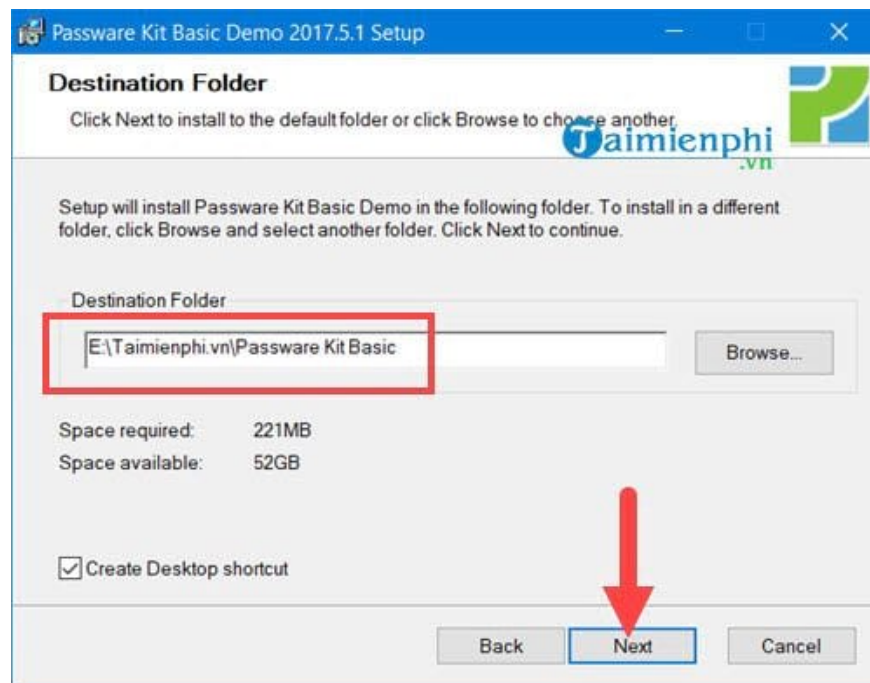 Passware Kit Basic Demo 2017.5.1 Setup
Destination Folder
Click Next to install to the default folder or click Browse to choose another.
Taimienphi
.vn
Setup will install Passware Kit Basic Demo in the following folder. To install in a different
folder, click Browse and select another folder. Click Next to continue.
Destination Folder
E:\Taimienphi.vn\Passware Kit Basic
Browse...
Space required: 221MB
Space available: 52GB
Create Desktop shortcut
Back Next Cancel